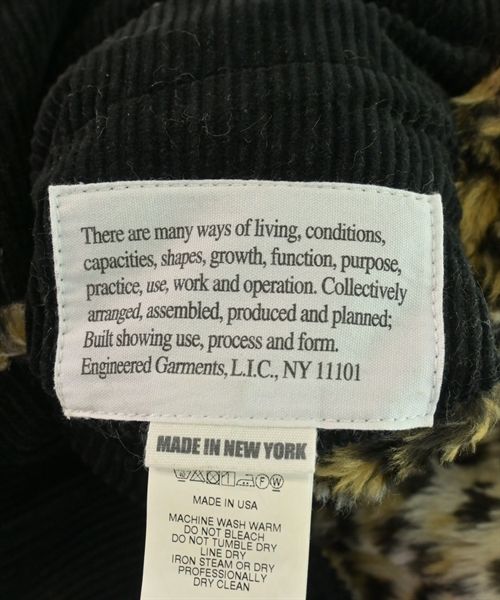 There are many ways of living, conditions,
capacities, shapes, growth, function, purpose,
practice, use, work and operation. Collectively
arranged, assembled, produced and planned;
Built showing use, process and form.
Engineered Garments, L.I.C., NY 11101
MADE IN NEW YORK
MADE IN USA
MACHINE WASH WARM
DO NOT BLEACH
DO NOT TUMBLE DRY
LINE DRY
IRON STEAM OR DRY
PROFESSIONALLY
DRY CLEAN